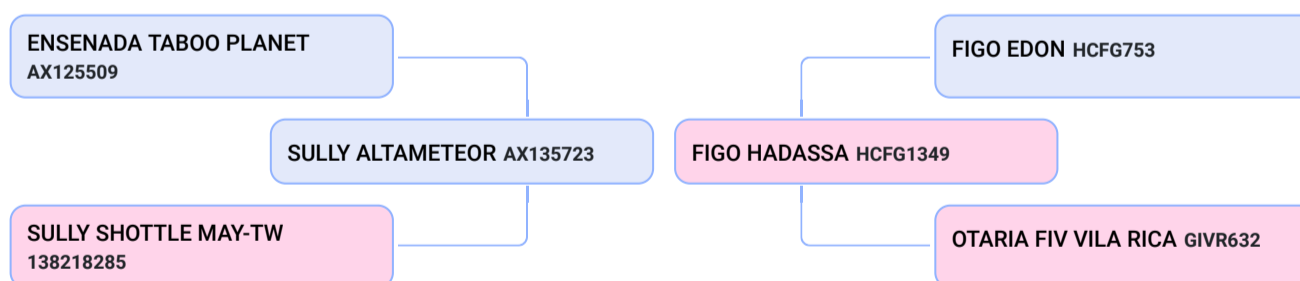 ENSENADA TABOO PLANET
AX125509
FIGO EDON HCFG753
SULLY ALTAMETEOR AX135723
FIGO HADASSA HCFG1349
SULLY SHOTTLE MAY-TW
138218285
OTARIA FIV VILA RICA GIVR632